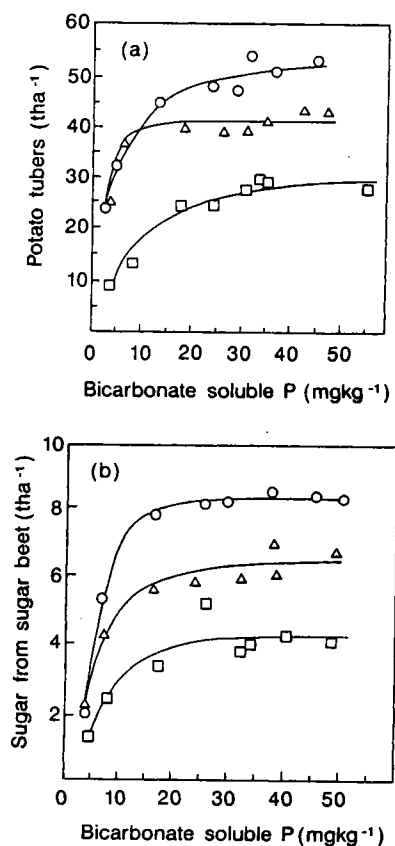 (a)
60
50
40
30
20
10
0 10 20 30 40 50
Potato tubers (tha⁻¹)
Bicarbonate soluble P (mgkg⁻¹)
(b)
10
8
6
4
2
0 10 20 30 40 50
Sugar from sugar beet (tha⁻¹)
Bicarbonate soluble P (mgkg⁻¹)